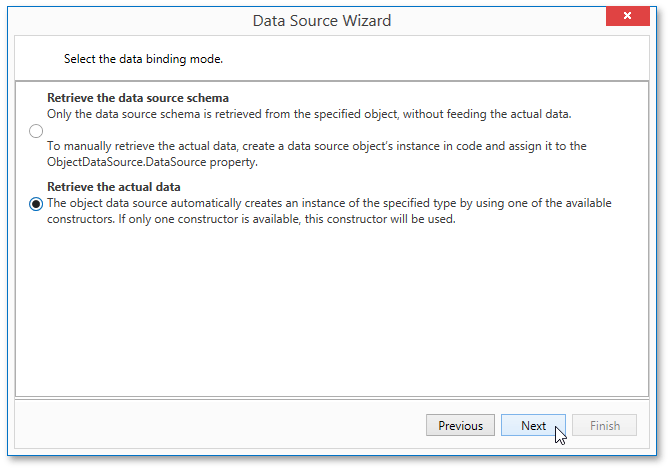 Data Source Wizard
Select the data binding mode.
Retrieve the data source schema
Only the data source schema is retrieved from the specified object, without feeding the actual data.
To manually retrieve the actual data, create a data source object's instance in code and assign it to the
ObjectDataSource.DataSource property.
Retrieve the actual data
The object data source automatically creates an instance of the specified type by using one of the available
constructors. If only one constructor is available, this constructor will be used.
Previous Next Finish